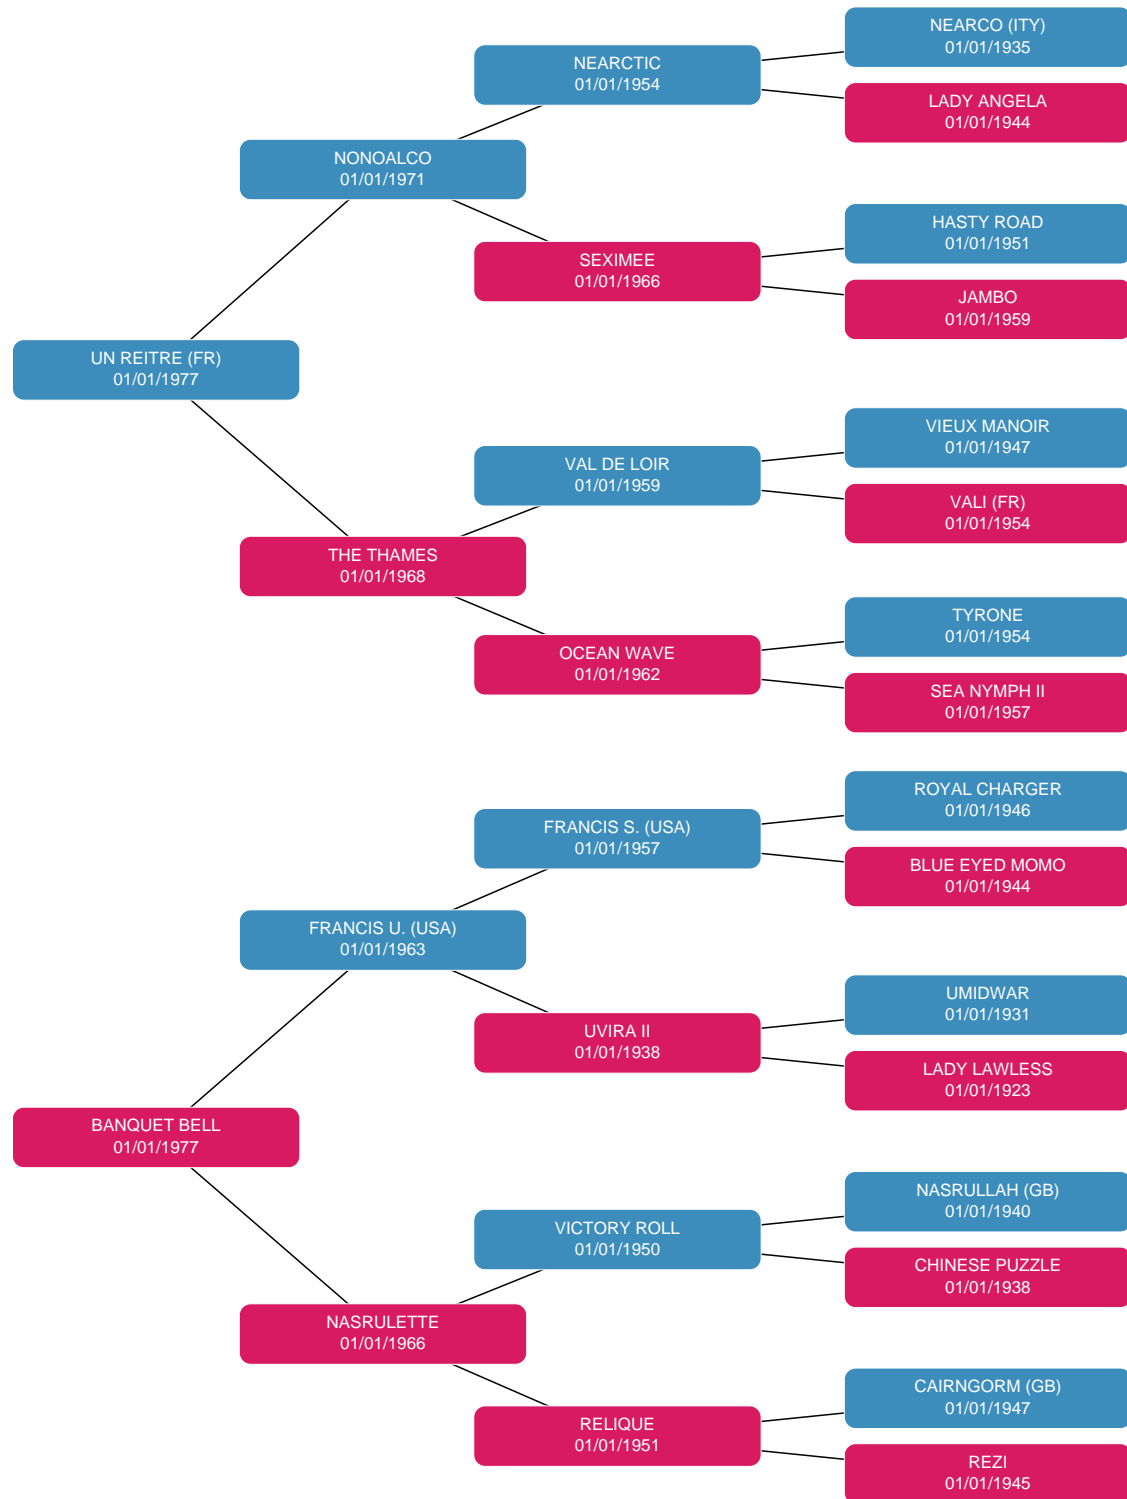 NEARCO (ITY)
01/01/1935
NEARCTIC
01/01/1954
LADY ANGELA
01/01/1944
NONOALCO
01/01/1971
HASTY ROAD
01/01/1951
SEXIMEE
01/01/1966
JAMBO
01/01/1959
UN REITRE (FR)
01/01/1977
VIEUX MANOIR
01/01/1947
VAL DE LOIR
01/01/1959
VALI (FR)
01/01/1954
THE THAMES
01/01/1968
TYRONE
01/01/1954
OCEAN WAVE
01/01/1962
SEA NYMPH II
01/01/1957
ROYAL CHARGER
01/01/1946
FRANCIS S. (USA)
01/01/1957
BLUE EYED MOMO
01/01/1944
FRANCIS U. (USA)
01/01/1963
UMIDWAR
01/01/1931
UVIRA II
01/01/1938
LADY LAWLESS
01/01/1923
BANQUET BELL
01/01/1977
NASRULLAH (GB)
01/01/1940
VICTORY ROLL
01/01/1950
CHINESE PUZZLE
01/01/1938
NASRULETTE
01/01/1966
CAIRNGORM (GB)
01/01/1947
RELIQUE
01/01/1951
REZI
01/01/1945